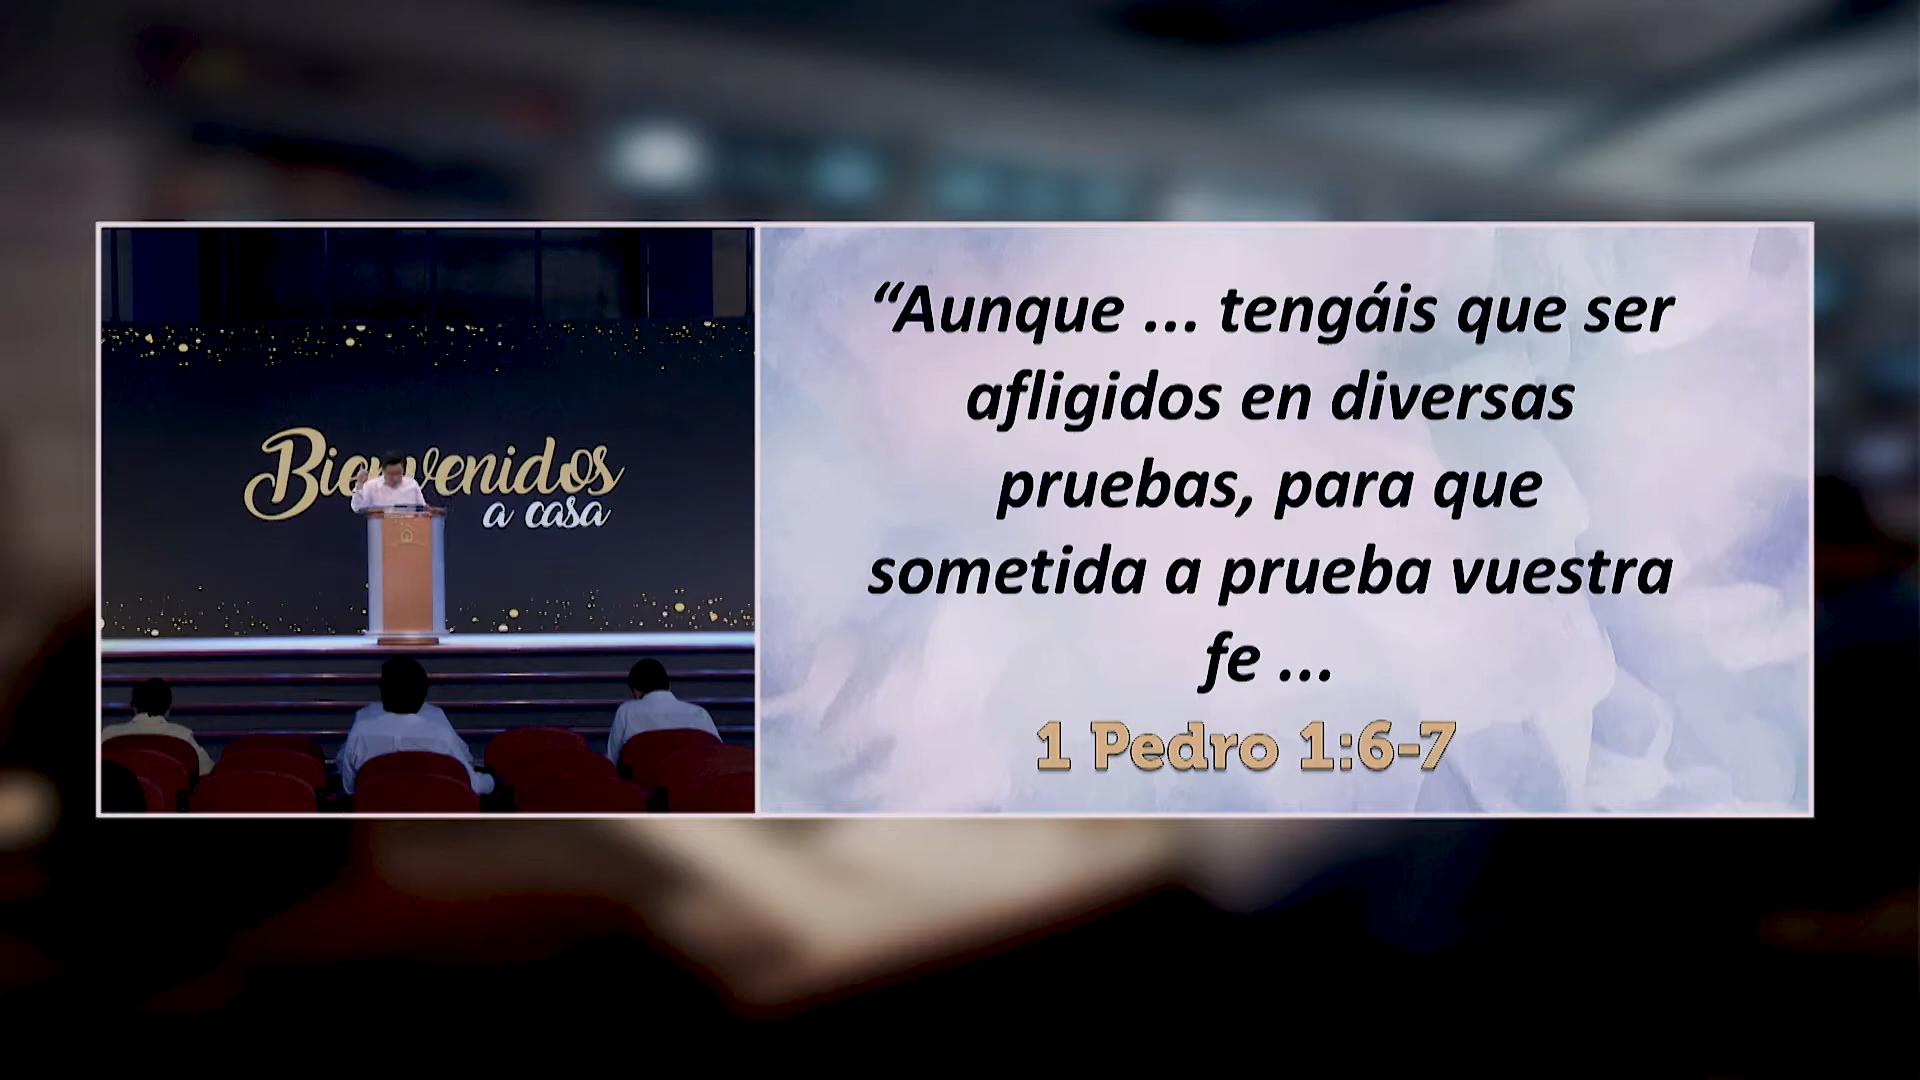 Bienvenidos
a casa
“Aunque ... tengáis que ser
afligidos en diversas
pruebas, para que
sometida a prueba vuestra
fe ...
1 Pedro 1:6-7